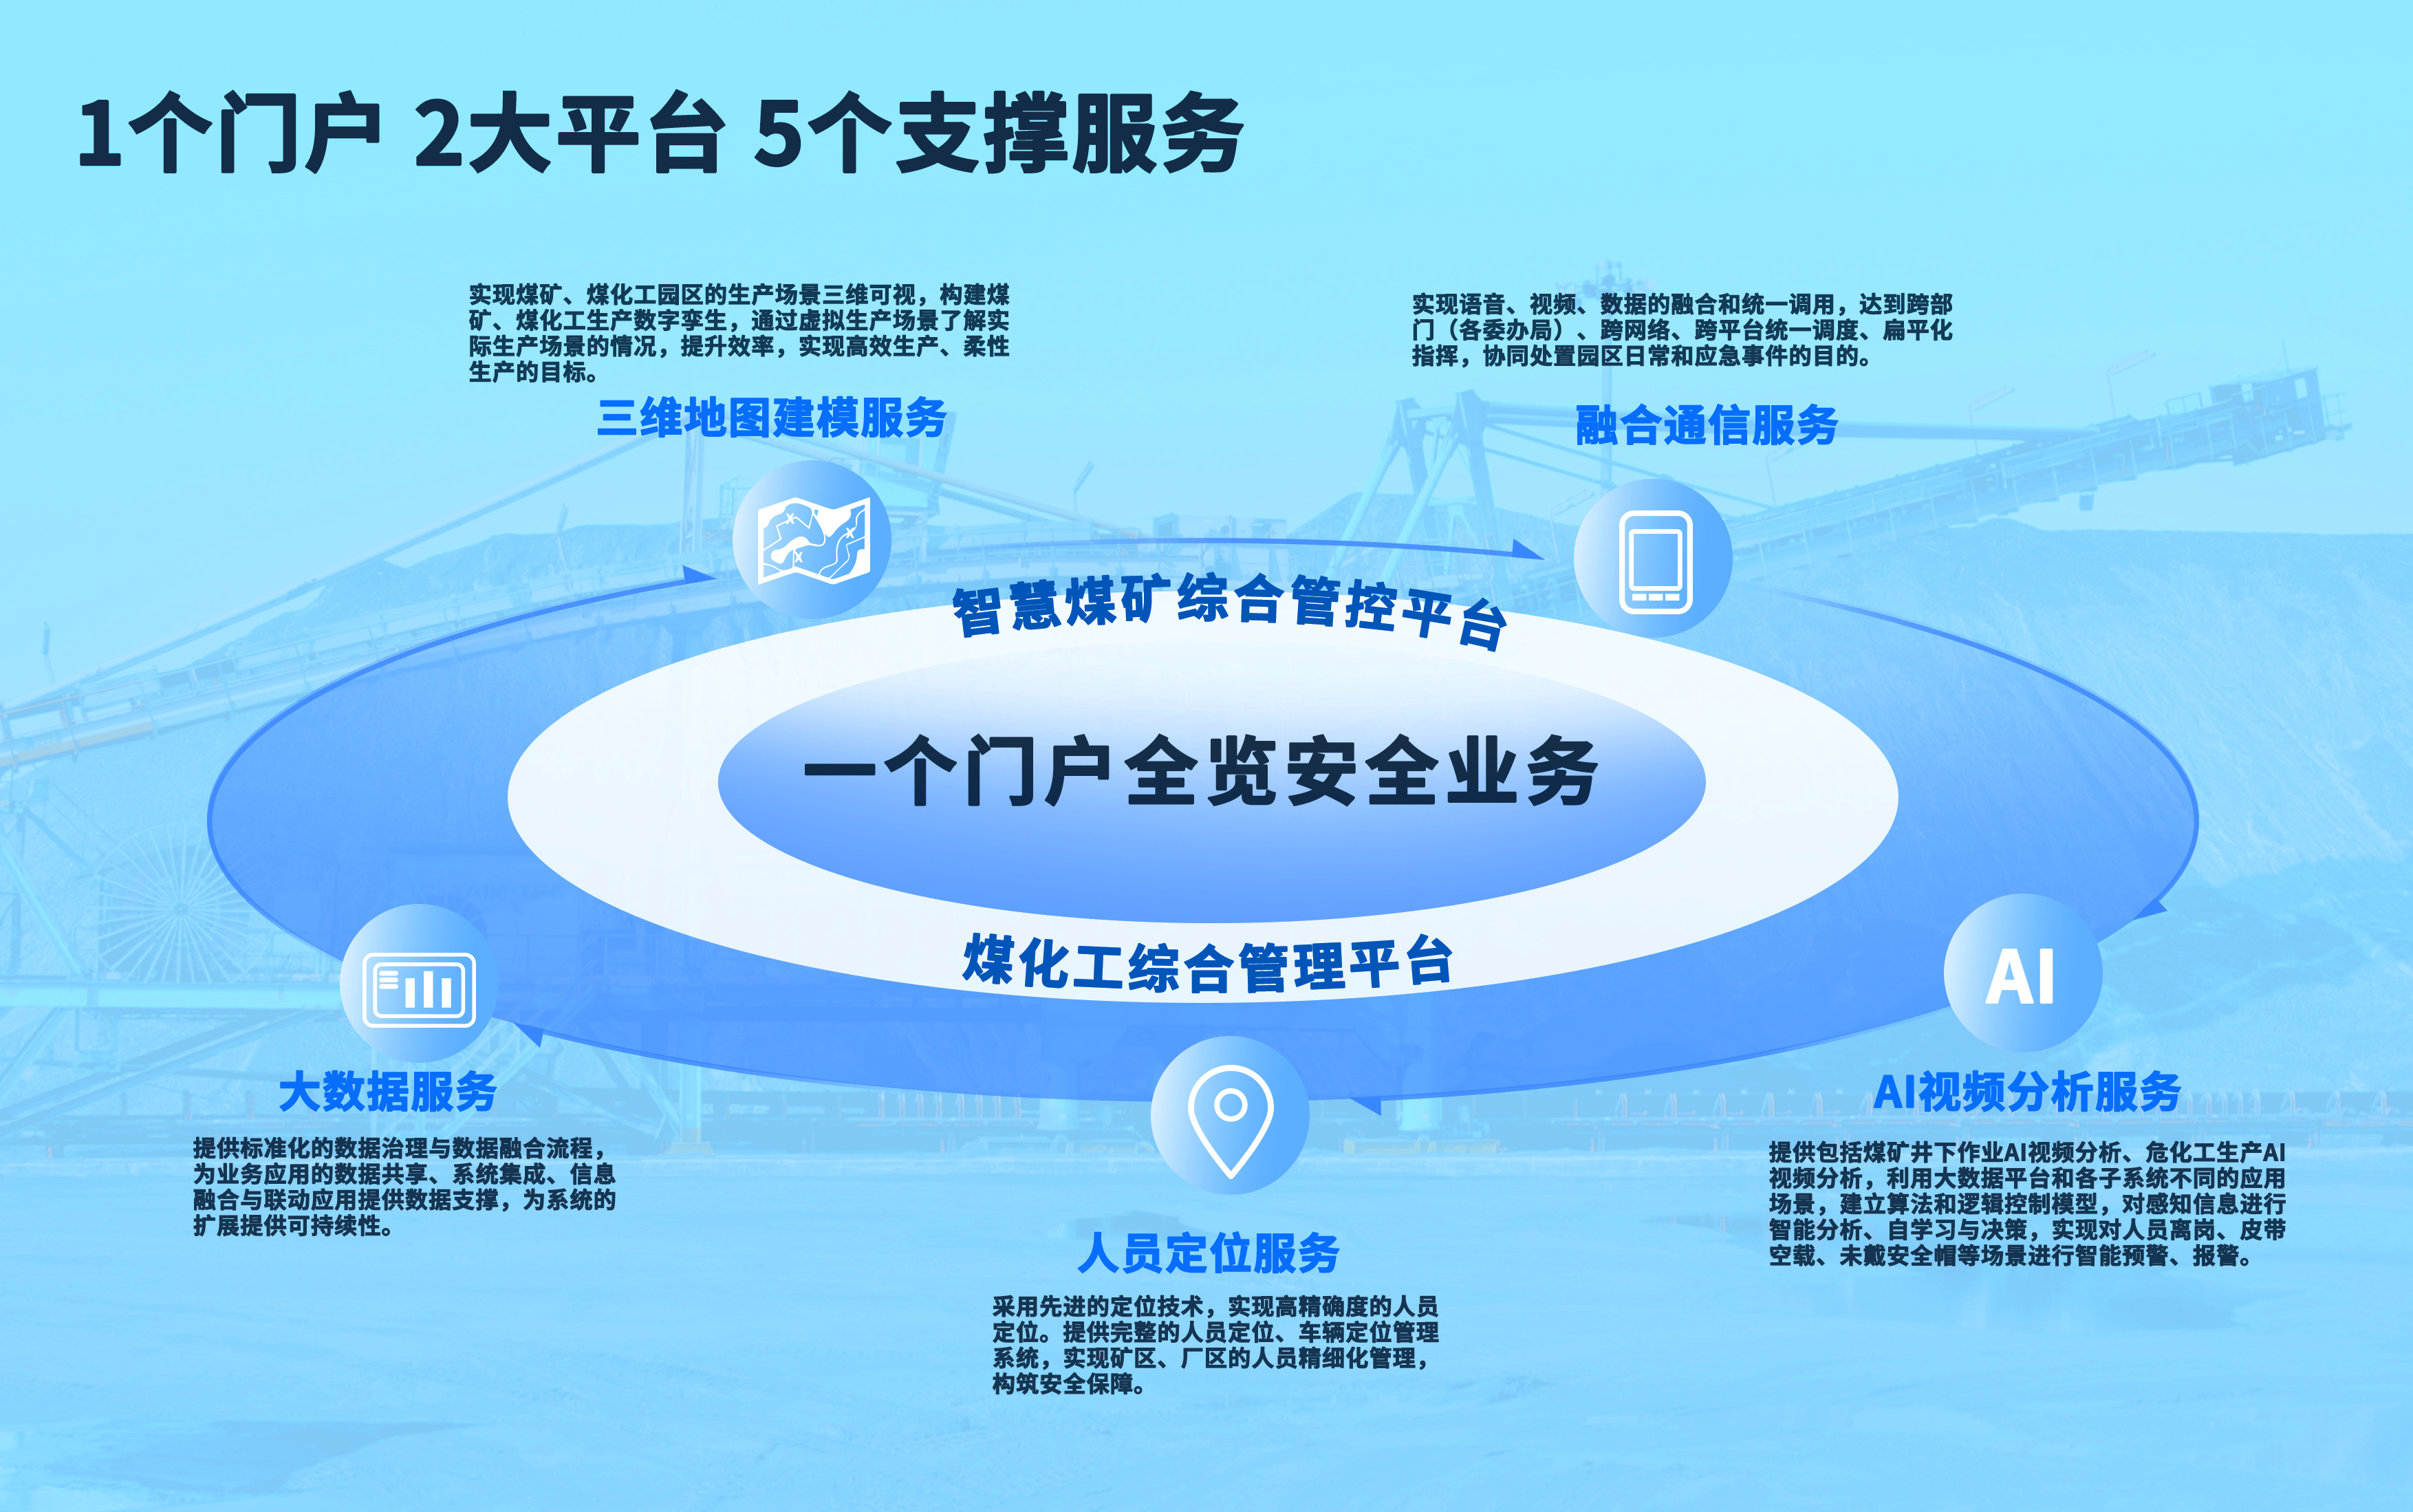 1个门户 2大平台 5个支撑服务
实现煤矿、煤化工园区的生产场景三维可视，构建煤
矿、煤化工生产数字孪生，通过虚拟生产场景了解实
际生产场景的情况，提升效率，实现高效生产、柔性
生产的目标。
三维地图建模服务
实现语音、视频、数据的融合和统一调用，达到跨部
门（各委办局）、跨网络、跨平台统一调度、扁平化
指挥，协同处置园区日常和应急事件的目的。
融合通信服务
智慧煤矿综合管控平台
一个门户全览安全业务
煤化工综合管理平台
AI
大数据服务
提供标准化的数据治理与数据融合流程，
为业务应用的数据共享、系统集成、信息
融合与联动应用提供数据支撑，为系统的
扩展提供可持续性。
人员定位服务
采用先进的定位技术，实现高精确度的人员
定位。提供完整的人员定位、车辆定位管理
系统，实现矿区、厂区的人员精细化管理，
构筑安全保障。
AI视频分析服务
提供包括煤矿井下作业AI视频分析、危化工生产AI
视频分析，利用大数据平台和各子系统不同的应用
场景，建立算法和逻辑控制模型，对感知信息进行
智能分析、自学习与决策，实现对人员离岗、皮带
空载、未戴安全帽等场景进行智能预警、报警。